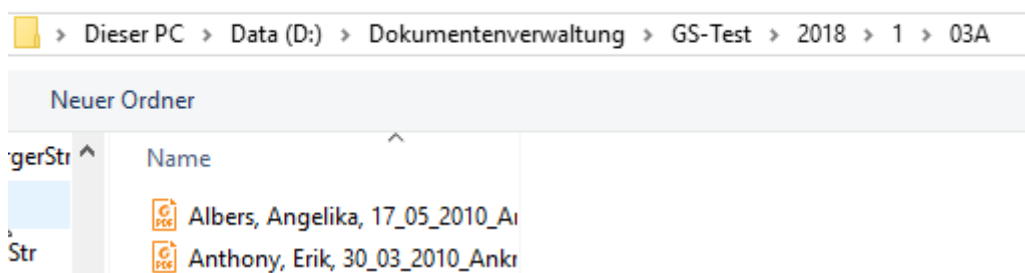 Dieser PC > Data (D:) > Dokumentenverwaltung > GS-Test > 2018 > 1 > 03A
Neuer Ordner
rgerStr Name
Albers, Angelika, 17_05_2010_A
Str Anthony, Erik, 30_03_2010_Ankr